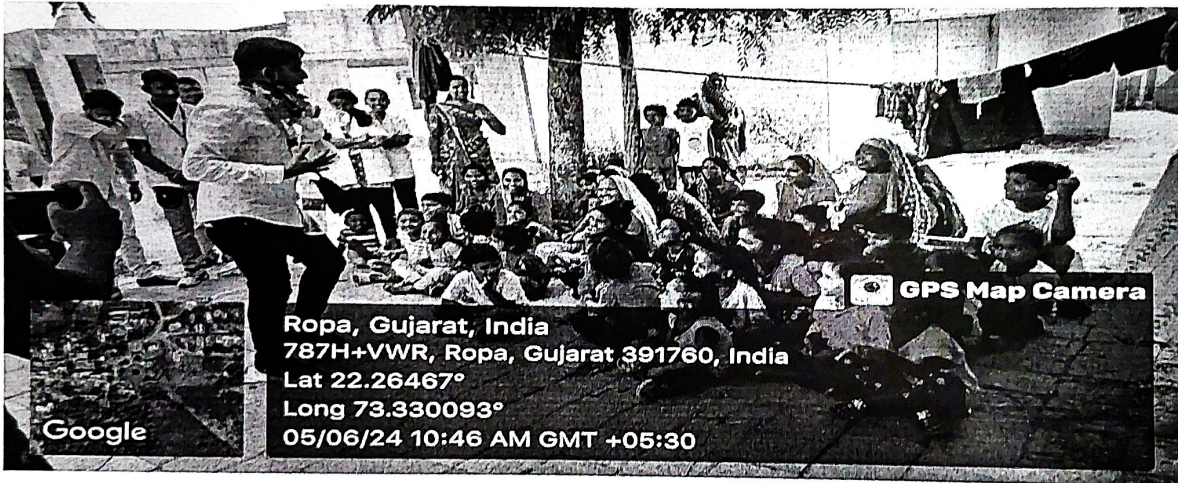 GPS Map Camera
Ropa, Gujarat, India
787H+VWR, Ropa, Gujarat 391760, India
Lat 22.26467°
Long 73.330093°
05/06/24 10:46 AM GMT +05:30
Google